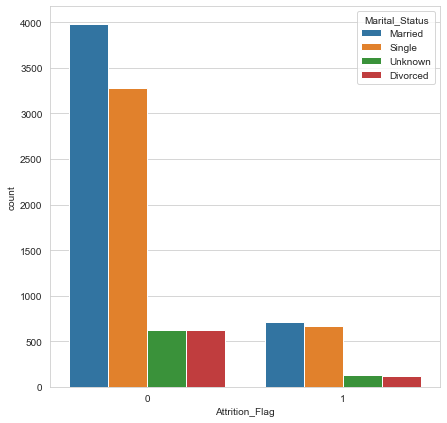 Marital_Status
Married
Single
Unknown
Divorced
4000
3500
3000
2500
2000
1500
1000
500
0
count
0
1
Attrition_Flag